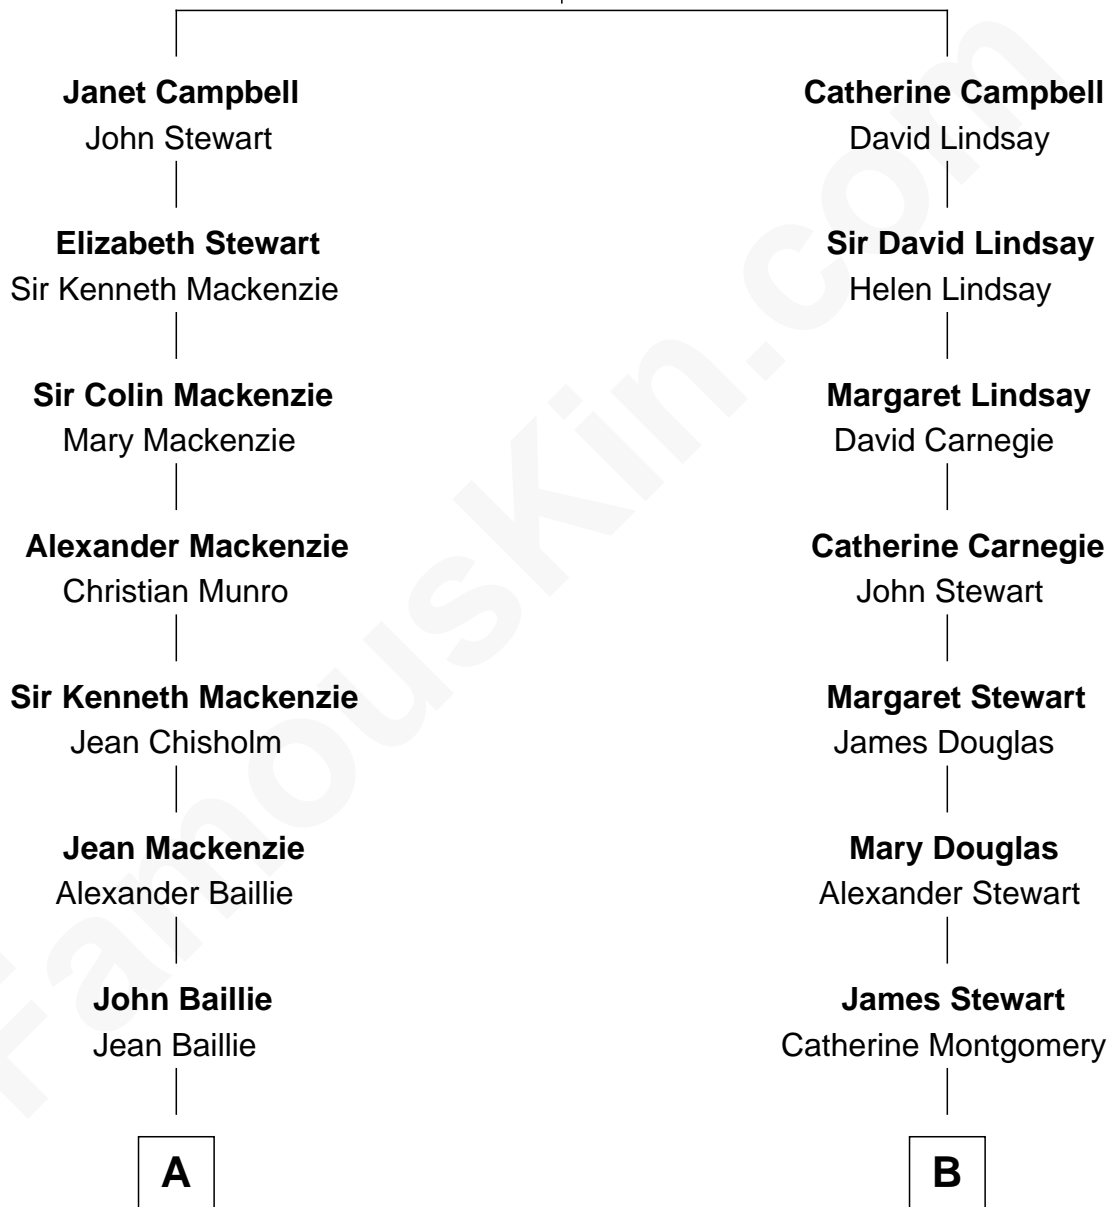 Janet Campbell
John Stewart
Elizabeth Stewart
Sir Kenneth Mackenzie
Sir Colin Mackenzie
Mary Mackenzie
Alexander Mackenzie
Christian Munro
Sir Kenneth Mackenzie
Jean Chisholm
Jean Mackenzie
Alexander Baillie
John Baillie
Jean Baillie
A
Catherine Campbell
David Lindsay
Sir David Lindsay
Helen Lindsay
Margaret Lindsay
David Carnegie
Catherine Carnegie
John Stewart
Margaret Stewart
James Douglas
Mary Douglas
Alexander Stewart
James Stewart
Catherine Montgomery
B
FamousKin.com